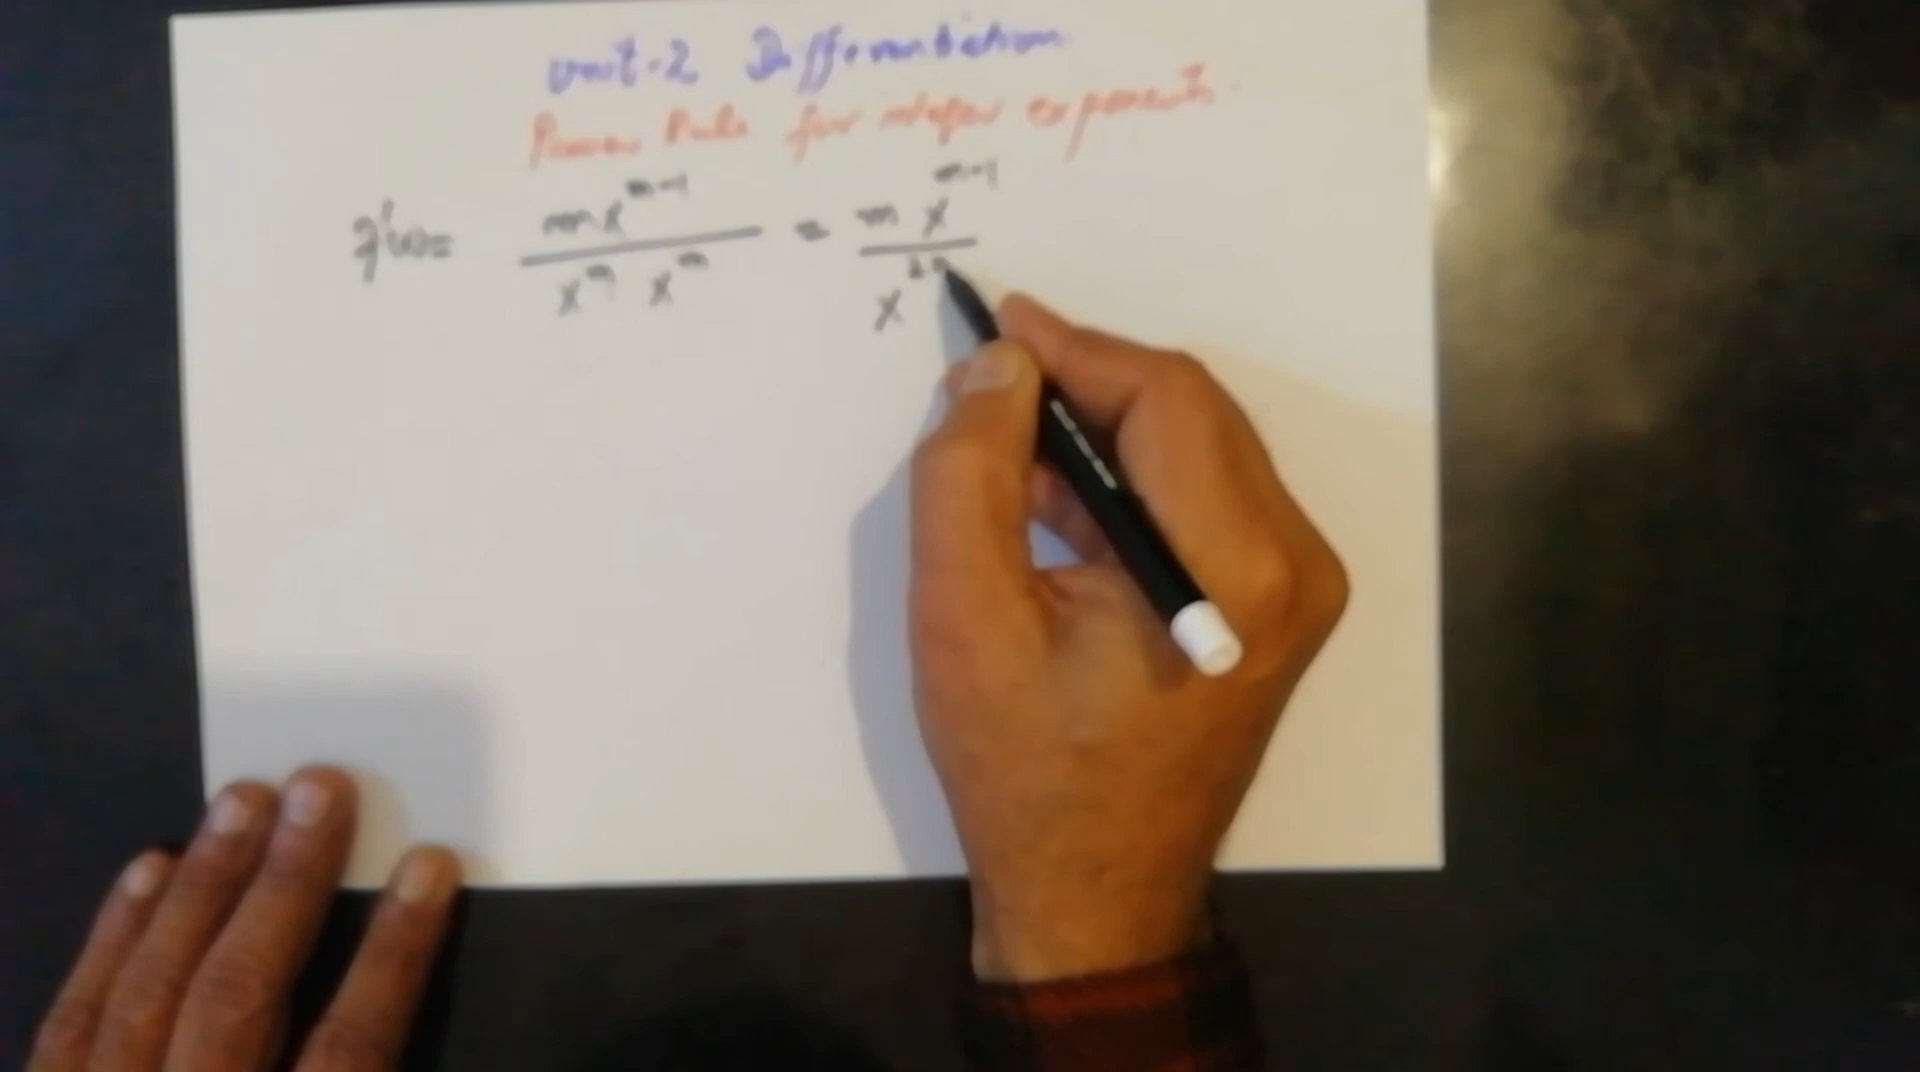 Unit-2 Differentiation
Power Rule for integer exponents.
f'(x)= mx^(m-1) / x^m x^m = m x^(m-1) / x^2m